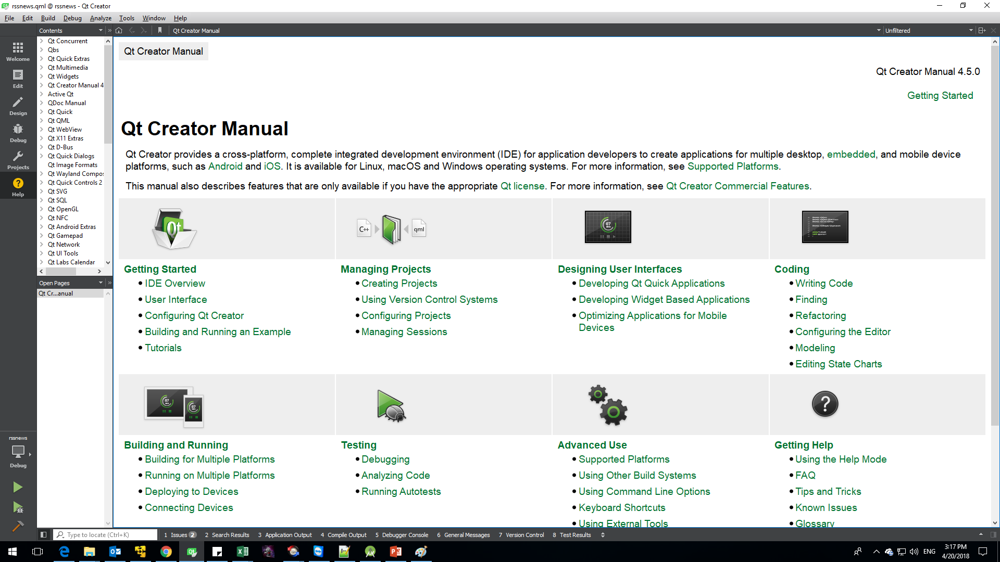 rssnews.qml @ rssnews - Qt Creator
File Edit Build Debug Analyze Tools Window Help
Contents
Qt Creator Manual
Unfiltered
Welcome
Edit
Design
Debug
Projects
Help
Qt Concurrent
Qbs
Qt Quick Extras
Qt Multimedia
Qt Widgets
Qt Creator Manual 4
Active Qt
QDoc Manual
Qt Quick
Qt QML
Qt WebView
Qt X11 Extras
Qt D-Bus
Qt Quick Dialogs
Qt Image Formats
Qt Wayland Compos
Qt Quick Controls 2
Qt SVG
Qt SQL
Qt OpenGL
Qt NFC
Qt Android Extras
Qt Gamepad
Qt Network
Qt UI Tools
Qt Labs Calendar
Open Pages
Qt Cr...anual
Qt Creator Manual
Qt Creator Manual 4.5.0
Getting Started
Qt Creator Manual
Qt Creator provides a cross-platform, complete integrated development environment (IDE) for application developers to create applications for multiple desktop, embedded, and mobile device
platforms, such as Android and iOS. It is available for Linux, macOS and Windows operating systems. For more information, see Supported Platforms.
This manual also describes features that are only available if you have the appropriate Qt license. For more information, see Qt Creator Commercial Features.
Qt
C++
qml
07
Getting Started
• IDE Overview
• User Interface
• Configuring Qt Creator
• Building and Running an Example
• Tutorials
Managing Projects
• Creating Projects
• Using Version Control Systems
• Configuring Projects
• Managing Sessions
Designing User Interfaces
• Developing Qt Quick Applications
• Developing Widget Based Applications
• Optimizing Applications for Mobile
Devices
Coding
• Writing Code
• Finding
• Refactoring
• Configuring the Editor
• Modeling
• Editing State Charts
07
07
?
Building and Running
• Building for Multiple Platforms
• Running on Multiple Platforms
• Deploying to Devices
• Connecting Devices
Testing
• Debugging
• Analyzing Code
• Running Autotests
Advanced Use
• Supported Platforms
• Using Other Build Systems
• Using Command Line Options
• Keyboard Shortcuts
• Using External Tools
Getting Help
• Using the Help Mode
• FAQ
• Tips and Tricks
• Known Issues
• Glossary
rssnews
Debug
Type to locate (Ctrl+K)
1 Issues 2
2 Search Results
3 Application Output
4 Compile Output
5 Debugger Console
6 General Messages
7 Version Control
8 Test Results
ENG
3:17 PM
4/20/2018